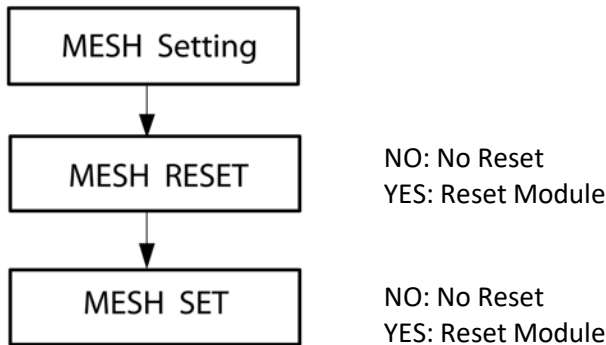 MESH Setting
MESH RESET
NO: No Reset
YES: Reset Module
MESH SET
NO: No Reset
YES: Reset Module